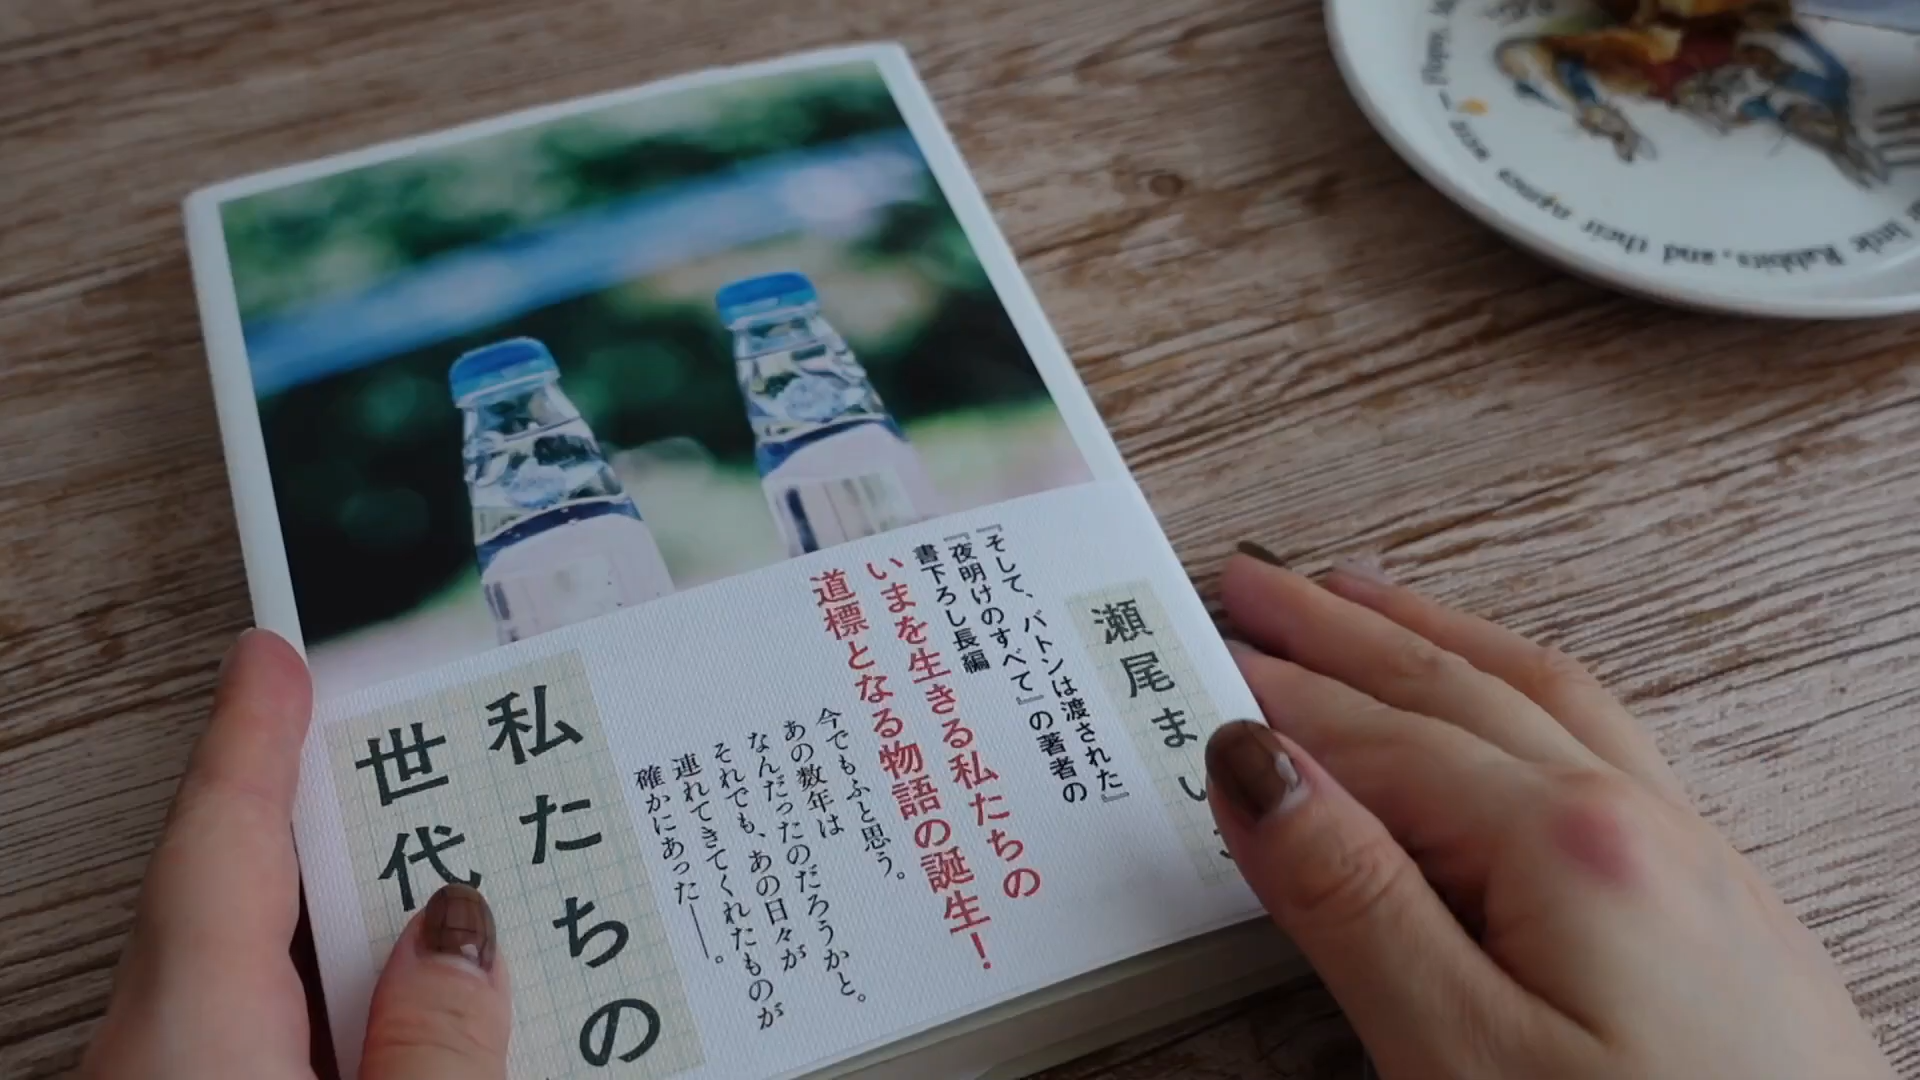 瀬尾まい
『そして、バトンは渡された』
『夜明けのすべて』の著者の
書下ろし長編
いまを生きる私たちの
道標となる物語の誕生!
今でもふと思う。
あの数年は
なんだったのだろうかと。
それでも、あの日々が
連れてきてくれたものが
確かにあった――。
私たちの
世代
little Rabbits, and their names were — Flopsy,